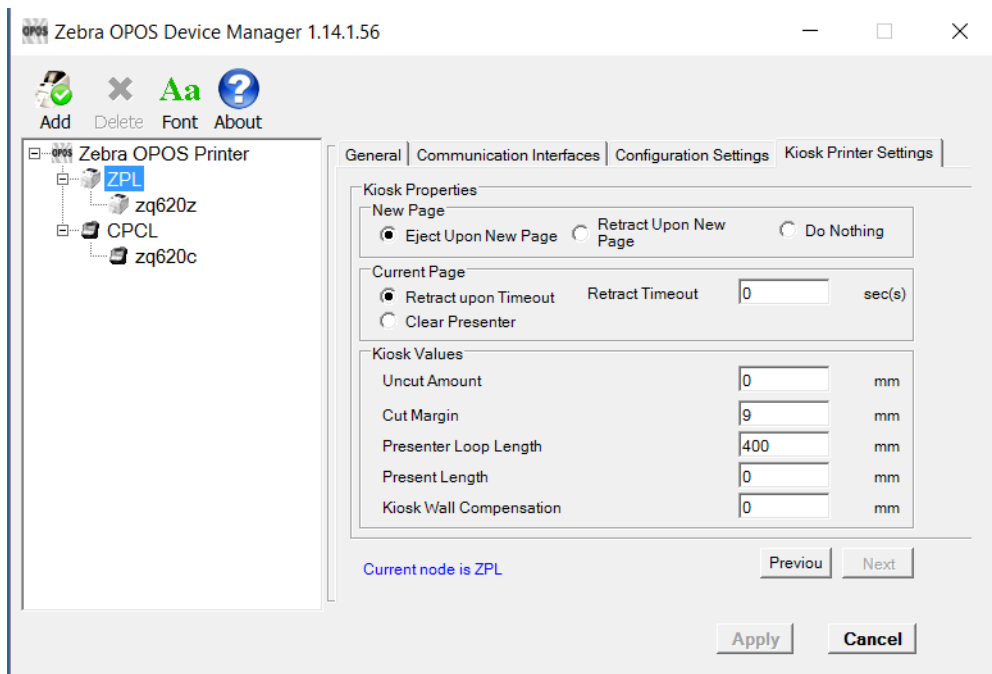 OPOS Zebra OPOS Device Manager 1.14.1.56
Aa ?
Add Delete Font About
OPOS Zebra OPOS Printer
ZPL
zq620z
CPCL
zq620c
General Communication Interfaces Configuration Settings Kiosk Printer Settings
Kiosk Properties
New Page
Eject Upon New Page
Retract Upon New
Page
Do Nothing
Current Page
Retract upon Timeout Retract Timeout 0 sec(s)
Clear Presenter
Kiosk Values
Uncut Amount 0 mm
Cut Margin 9 mm
Presenter Loop Length 400 mm
Present Length 0 mm
Kiosk Wall Compensation 0 mm
Current node is ZPL
Previou Next
Apply Cancel